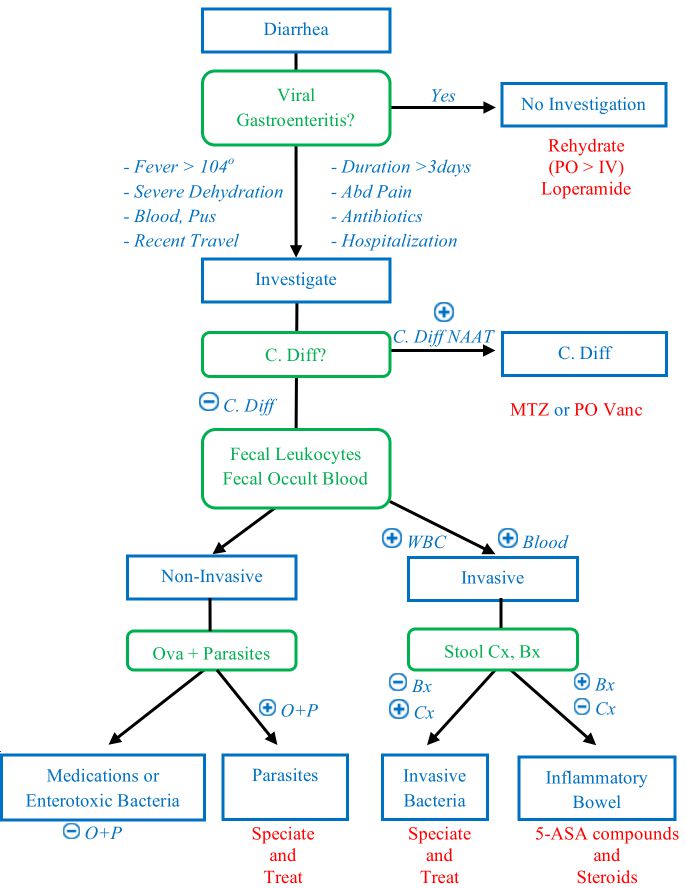 Diarrhea
Viral
Gastroenteritis?
Yes
No Investigation
Rehydrate
(PO > IV)
Loperamide
- Fever > 104°
- Severe Dehydration
- Blood, Pus
- Recent Travel
- Duration >3days
- Abd Pain
- Antibiotics
- Hospitalization
Investigate
C. Diff?
+
C. Diff NAAT
C. Diff
MTZ or PO Vanc
− C. Diff
Fecal Leukocytes
Fecal Occult Blood
+ WBC
+ Blood
Non-Invasive
Invasive
Ova + Parasites
Stool Cx, Bx
+ O+P
− Bx
+ Cx
+ Bx
− Cx
Medications or
Enterotoxic Bacteria
− O+P
Parasites
Speciate
and
Treat
Invasive
Bacteria
Speciate
and
Treat
Inflammatory
Bowel
5-ASA compounds
and
Steroids